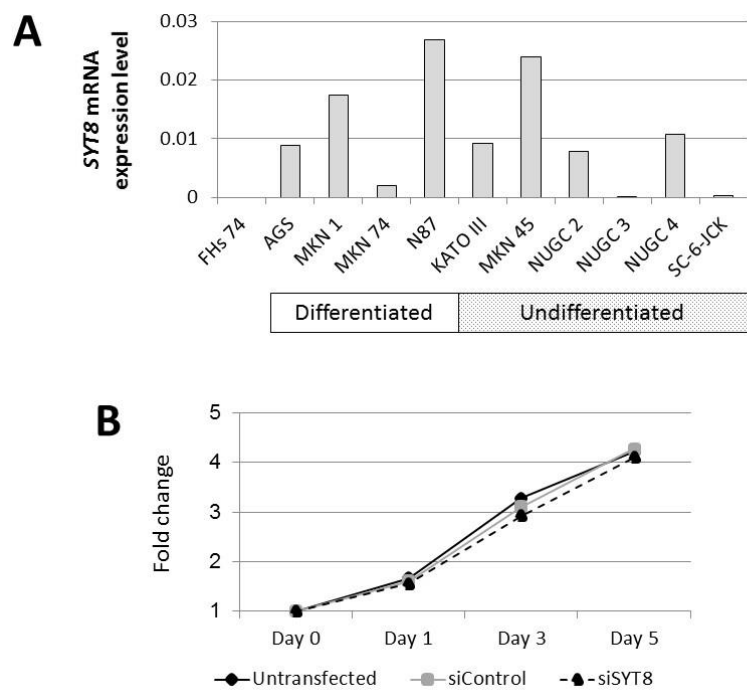 A
SYT8 mRNA
expression level
0.03
0.02
0.01
0
FHs 74
AGS
MKN 1
MKN 74
N87
KATO III
MKN 45
NUGC 2
NUGC 3
NUGC 4
SC-6-JCK
Differentiated
Undifferentiated
B
Fold change
5
4
3
2
1
Day 0
Day 1
Day 3
Day 5
Untransfected
siControl
siSYT8